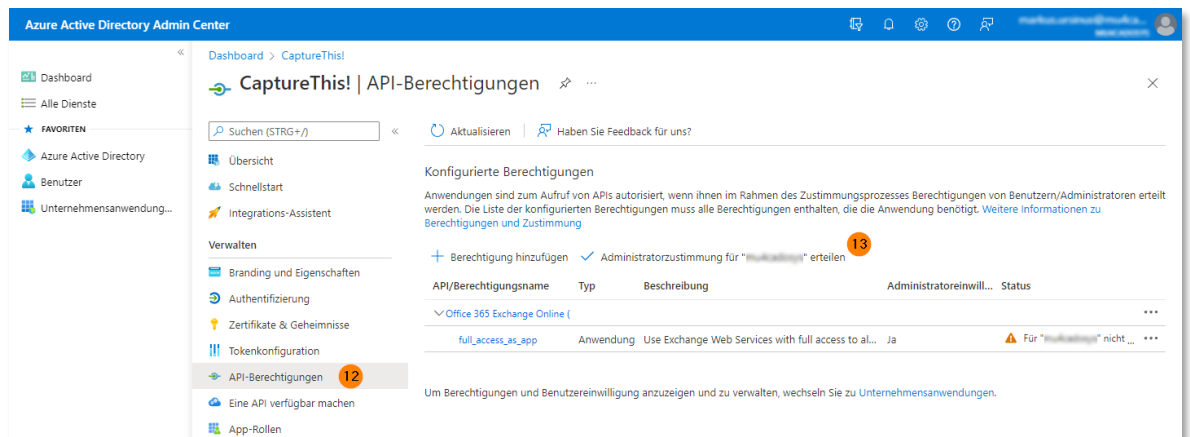 Azure Active Directory Admin Center
Dashboard
Alle Dienste
FAVORITEN
Azure Active Directory
Benutzer
Unternehmensanwendung...
Dashboard > CaptureThis!
CaptureThis! | API-Berechtigungen
Suchen (STRG+/)
Übersicht
Schnellstart
Integrations-Assistent
Verwalten
Branding und Eigenschaften
Authentifizierung
Zertifikate & Geheimnisse
Tokenkonfiguration
API-Berechtigungen 12
Eine API verfügbar machen
App-Rollen
Aktualisieren Haben Sie Feedback für uns?
Konfigurierte Berechtigungen
Anwendungen sind zum Aufruf von APIs autorisiert, wenn ihnen im Rahmen des Zustimmungsprozesses Berechtigungen von Benutzern/Administratoren erteilt
werden. Die Liste der konfigurierten Berechtigungen muss alle Berechtigungen enthalten, die die Anwendung benötigt. Weitere Informationen zu
Berechtigungen und Zustimmung
13
Berechtigung hinzufügen Administratorzustimmung für "" erteilen
API/Berechtigungsname Typ Beschreibung Administratoreinwill... Status
Office 365 Exchange Online (
full_access_as_app Anwendung Use Exchange Web Services with full access to al... Ja Für "" nicht ...
Um Berechtigungen und Benutzereinwilligung anzuzeigen und zu verwalten, wechseln Sie zu Unternehmensanwendungen.